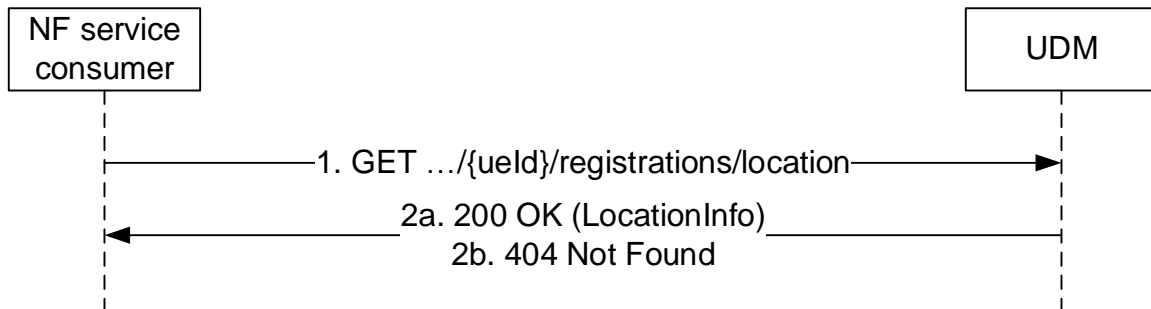 NF service
consumer
UDM
1. GET …/{ueId}/registrations/location
2a. 200 OK (LocationInfo)
2b. 404 Not Found